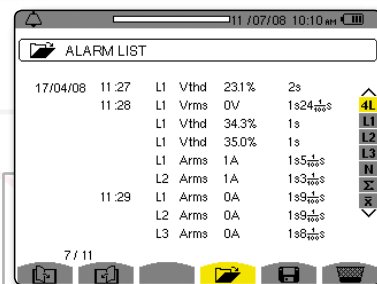 11 /07/08 10:10 AM
ALARM LIST
17/04/08 11:27 L1 Vthd 23.1% 2s
11:28 L1 Vrms 0V 1s24 1/100 s
L1 Vthd 34.3% 1s
L1 Vthd 35.0% 1s
L1 Arms 1A 1s5 1/100 s
L2 Arms 1A 1s3 1/100 s
11:29 L1 Arms 0A 1s9 1/100 s
L2 Arms 0A 1s9 1/100 s
L3 Arms 0A 1s8 1/100 s
4L
L1
L2
L3
N
Σ
x̄
7 / 11